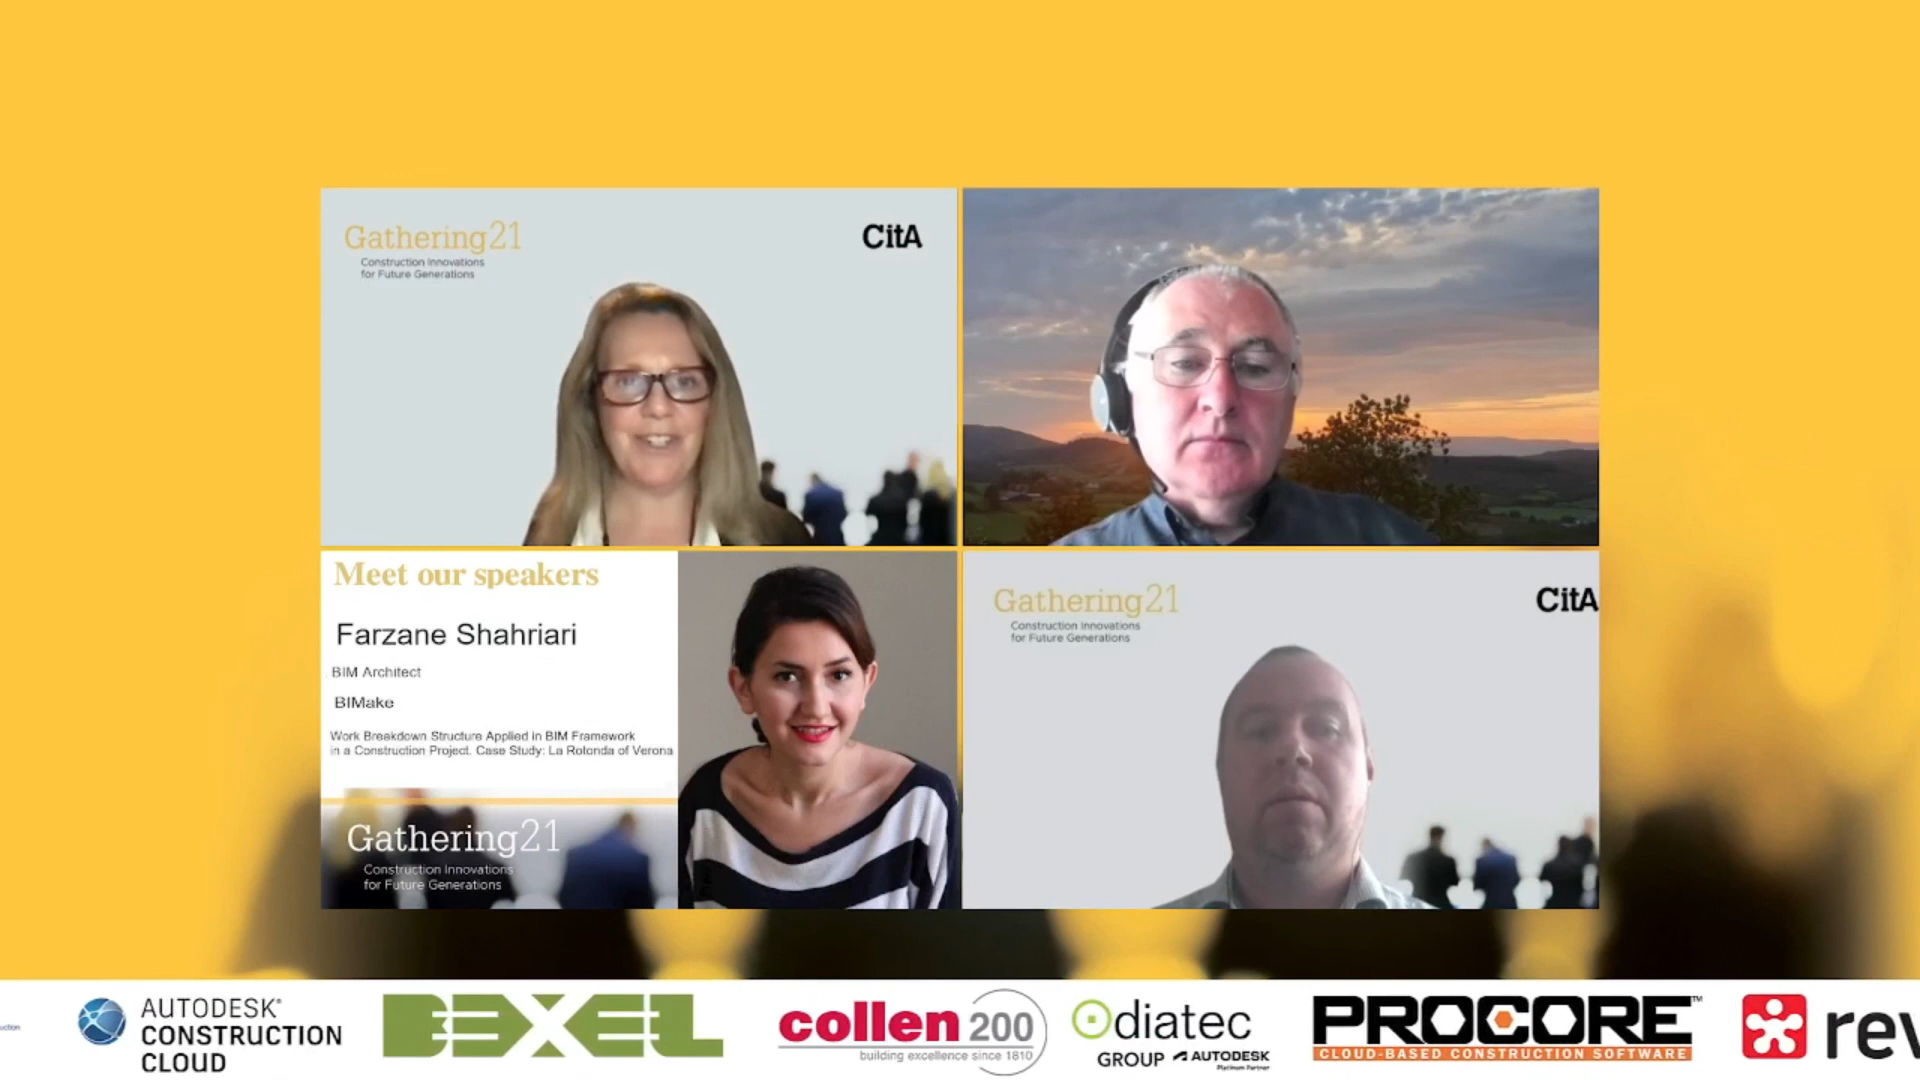 Gathering21
Construction Innovations
for Future Generations
CitA
Meet our speakers
Farzane Shahriari
BIM Architect
BIMake
Work Breakdown Structure Applied in BIM Framework
in a Construction Project. Case Study: La Rotonda of Verona
Gathering21
Construction Innovations
for Future Generations
Gathering21
Construction Innovations
for Future Generations
CitA
AUTODESK®
CONSTRUCTION
CLOUD
BEXEL
collen 200
building excellence since 1810
diatec
GROUP AUTODESK
Platinum Partner
PROCORE™
CLOUD-BASED CONSTRUCTION SOFTWARE